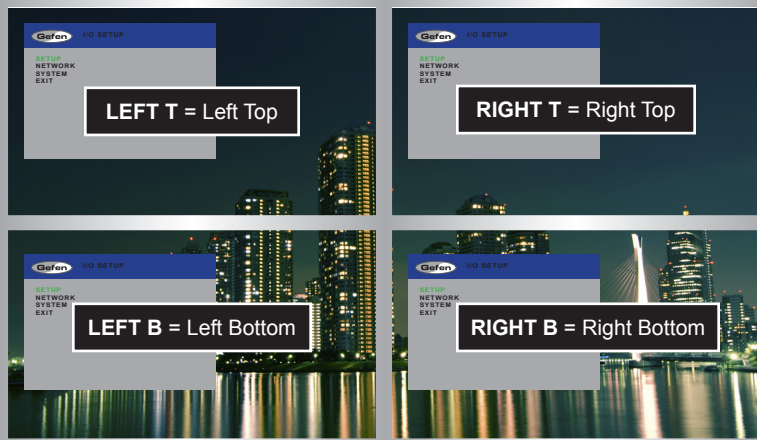 Gefen I/O SETUP
SETUP
NETWORK
SYSTEM
EXIT
LEFT T = Left Top
Gefen I/O SETUP
SETUP
NETWORK
SYSTEM
EXIT
RIGHT T = Right Top
Gefen I/O SETUP
SETUP
NETWORK
SYSTEM
EXIT
LEFT B = Left Bottom
Gefen I/O SETUP
SETUP
NETWORK
SYSTEM
EXIT
RIGHT B = Right Bottom